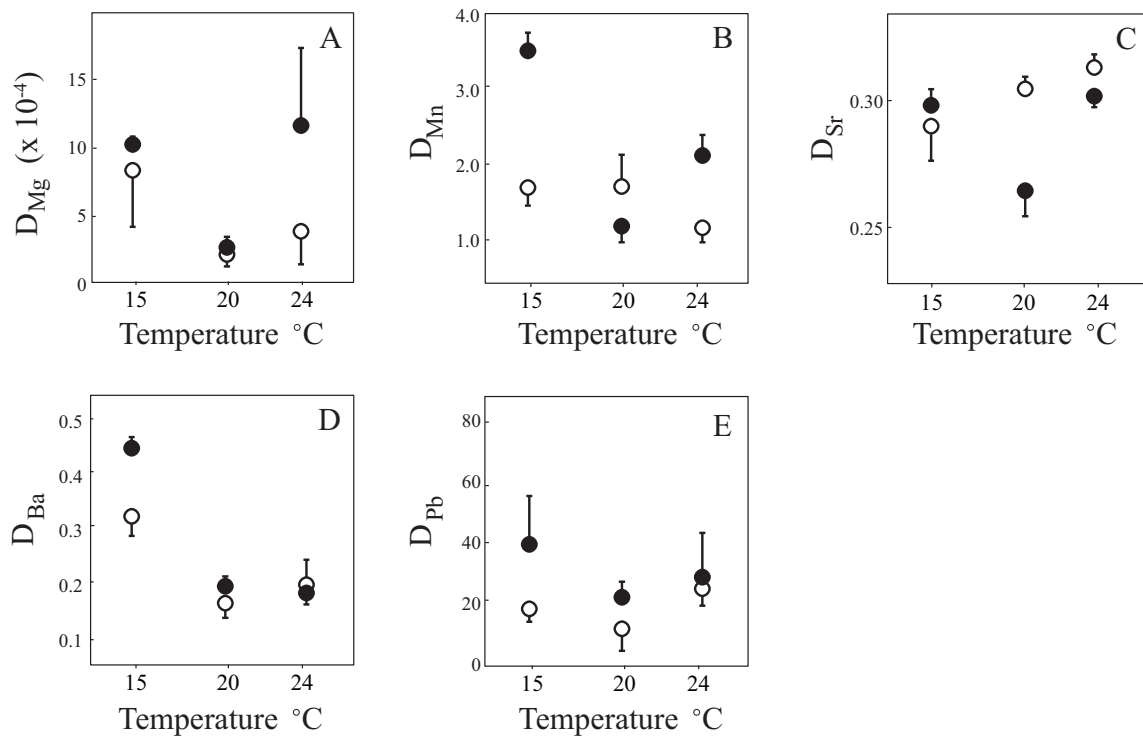 A
15
10
5
0
D_Mg (x 10^-4)
15 20 24
Temperature °C
B
4.0
3.0
2.0
1.0
D_Mn
15 20 24
Temperature °C
C
0.30
0.25
D_Sr
15 20 24
Temperature °C
D
0.5
0.4
0.3
0.2
0.1
D_Ba
15 20 24
Temperature °C
E
80
60
40
20
0
D_Pb
15 20 24
Temperature °C